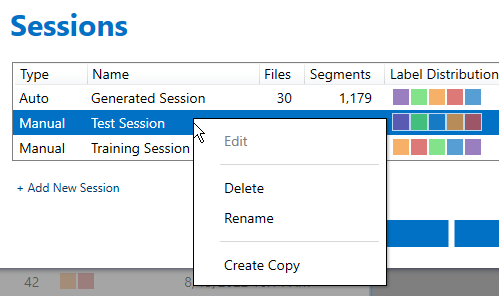 Sessions
Type Name Files Segments Label Distribution
Auto Generated Session 30 1,179
Manual Test Session
Manual Training Session
Edit
+ Add New Session
Delete
Rename
Create Copy
42